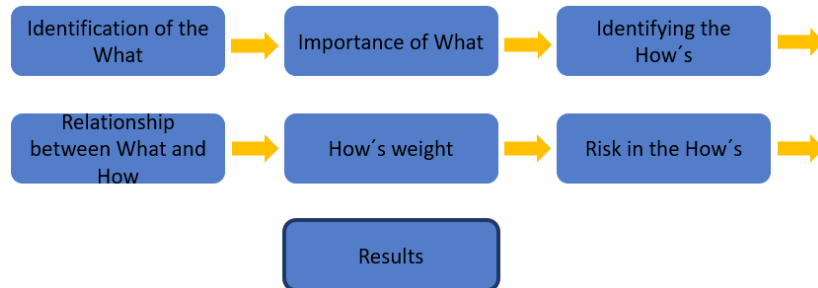 Identification of the
What
Importance of What
Identifying the
How´s
Relationship
between What and
How
How´s weight
Risk in the How´s
Results